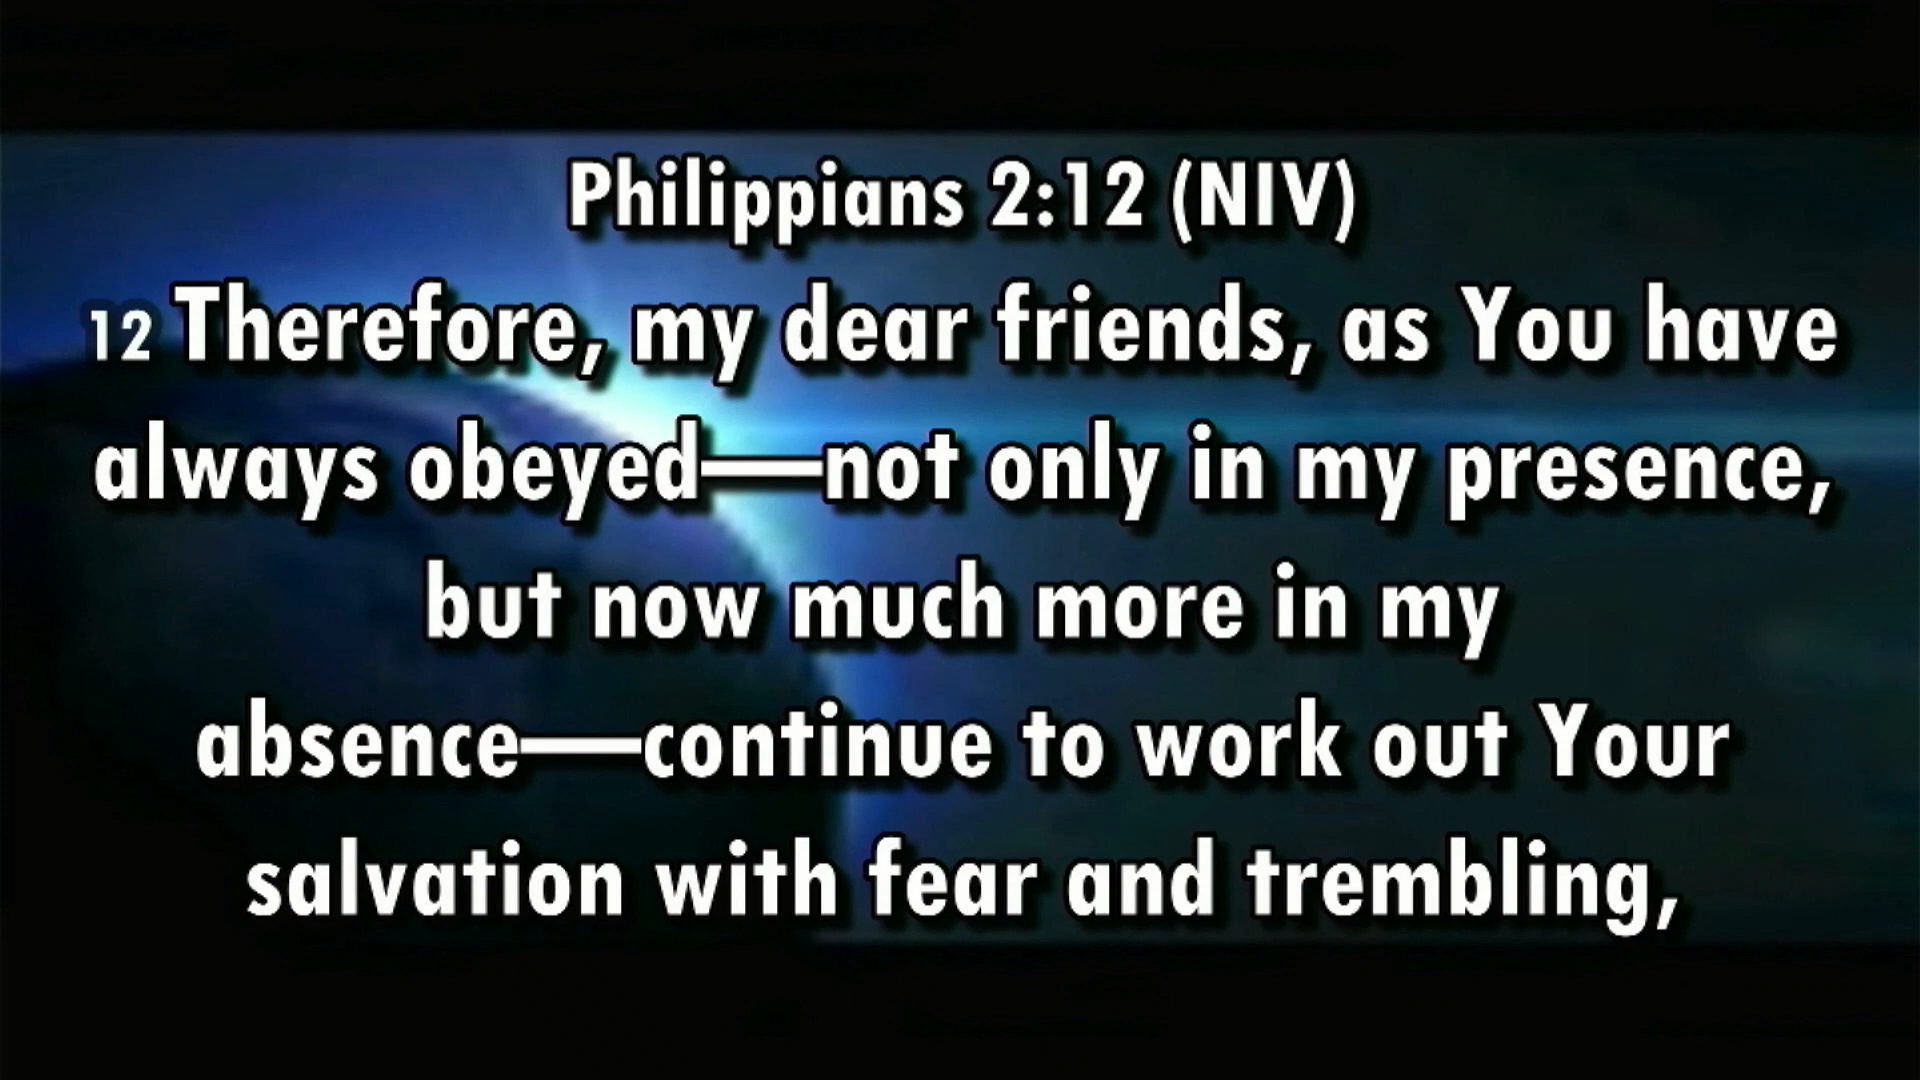 Philippians 2:12 (NIV)
12 Therefore, my dear friends, as You have
always obeyed—not only in my presence,
but now much more in my
absence—continue to work out Your
salvation with fear and trembling,